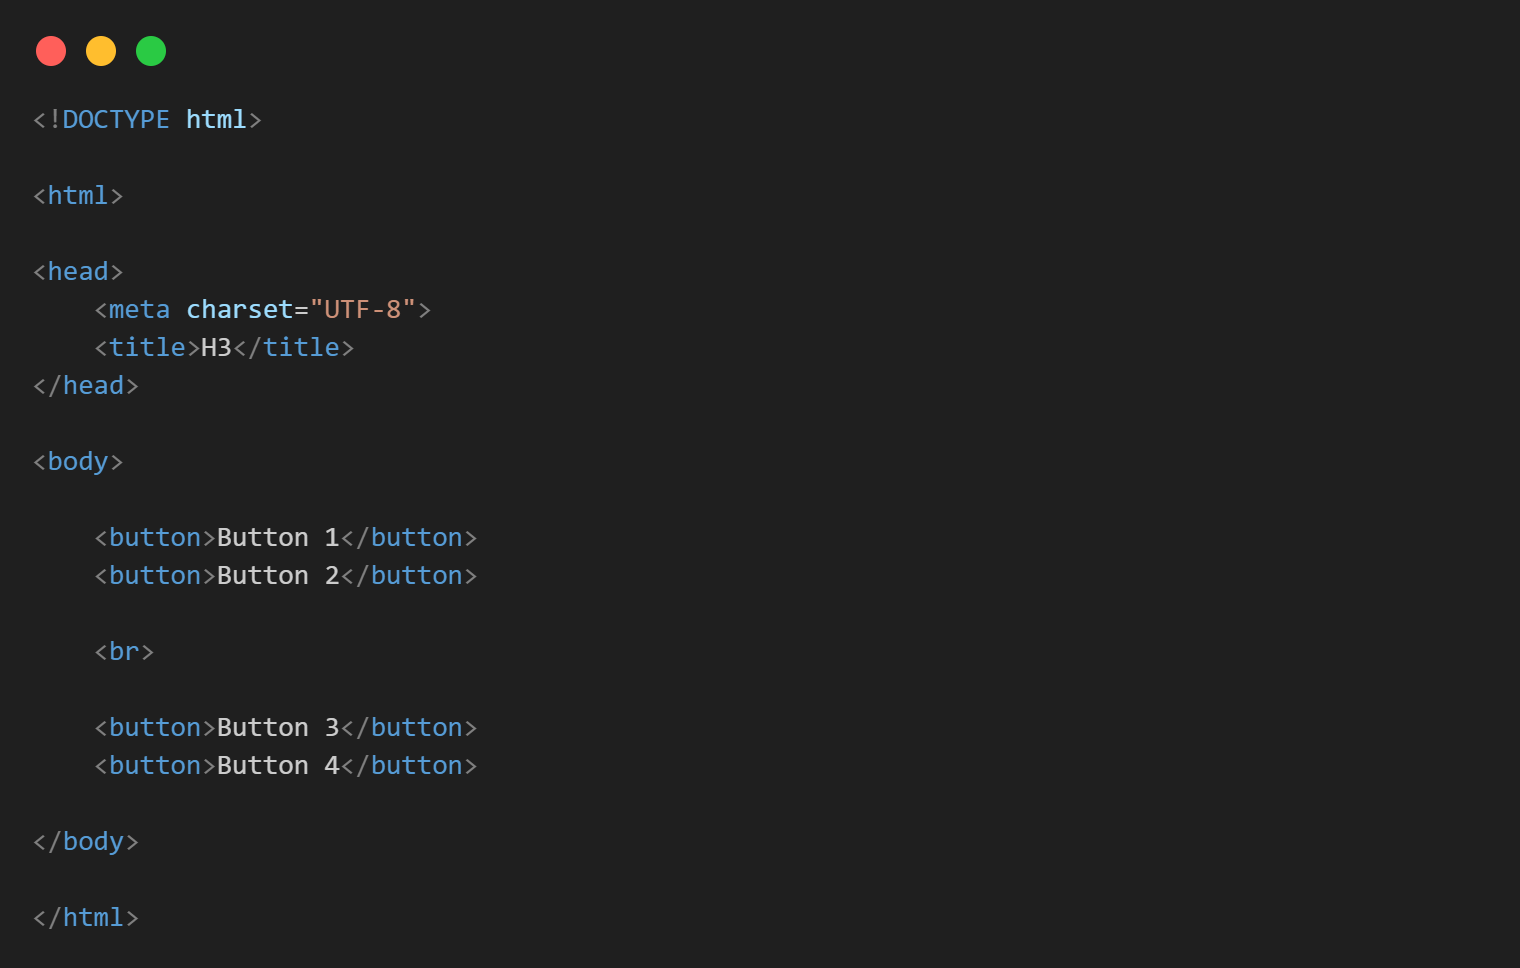 <!DOCTYPE html>
<html>
<head>
    <meta charset="UTF-8">
    <title>H3</title>
</head>
<body>
    <button>Button 1</button>
    <button>Button 2</button>
    <br>
    <button>Button 3</button>
    <button>Button 4</button>
</body>
</html>